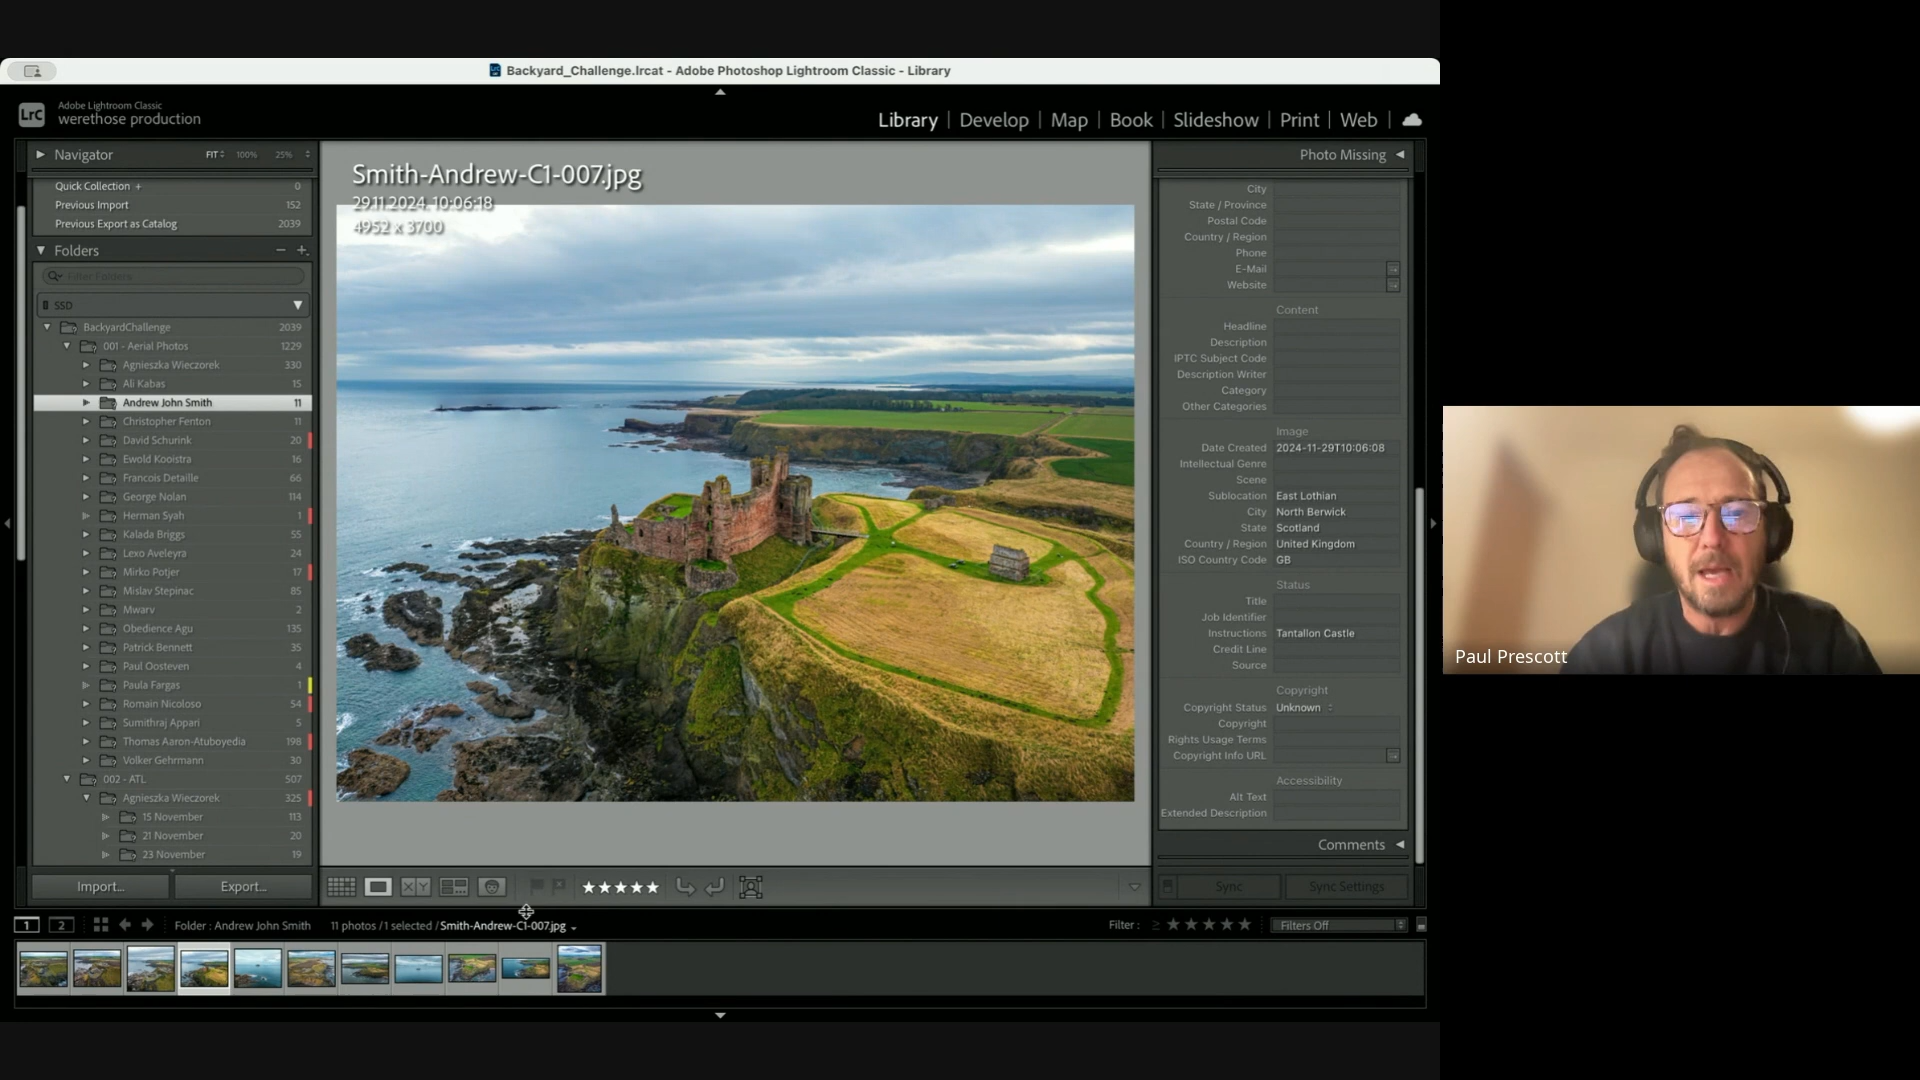 Backyard_Challenge.lrcat - Adobe Photoshop Lightroom Classic - Library
LrC
Adobe Lightroom Classic
werethose production
Library | Develop | Map | Book | Slideshow | Print | Web
Navigator FIT 100% 25%
Quick Collection + 0
Previous Import 152
Previous Export as Catalog 2039
Folders
Filter Folders
SSD
BackyardChallenge 2039
001 - Aerial Photos 1229
Agnieszka Wieczorek 330
Ali Kabas 15
Andrew John Smith 11
Christopher Fenton 11
David Schurink 20
Ewold Kooistra 16
Francois Detaille 66
George Nolan 114
Herman Syah 1
Kalada Briggs 55
Lexo Aveleyra 24
Mirko Potjer 17
Mislav Stepinac 85
Mwarv 2
Obedience Agu 135
Patrick Bennett 35
Paul Oosteven 4
Paula Fargas 1
Romain Nicoloso 54
Sumithraj Appari 5
Thomas Aaron-Atuboyedia 198
Volker Gehrmann 30
002 - ATL 507
Agnieszka Wieczorek 325
15 November 113
21 November 20
23 November 19
Import...
Export...
Smith-Andrew-C1-007.jpg
29.11.2024. 10:06:18
4952 x 3700
Photo Missing
City
State / Province
Postal Code
Country / Region
Phone
E-Mail
Website
Content
Headline
Description
IPTC Subject Code
Description Writer
Category
Other Categories
Image
Date Created 2024-11-29T10:06:08
Intellectual Genre
Scene
Sublocation East Lothian
City North Berwick
State Scotland
Country / Region United Kingdom
ISO Country Code GB
Status
Title
Job Identifier
Instructions Tantallon Castle
Credit Line
Source
Copyright
Copyright Status Unknown
Copyright
Rights Usage Terms
Copyright Info URL
Accessibility
Alt Text
Extended Description
Comments
Sync
Sync Settings
X Y
1 2 Folder : Andrew John Smith 11 photos / 1 selected / Smith-Andrew-C1-007.jpg
Filter : Filters Off
Paul Prescott